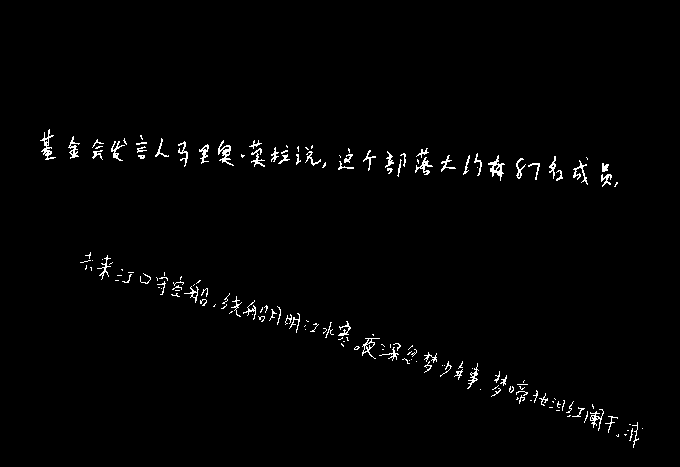 基金会发言人马里奥·莫拉说,这个部落大约有87名成员,
去来江口守空船,绕船月明江水寒。夜深忽梦少年事,梦啼妆泪红阑干。我